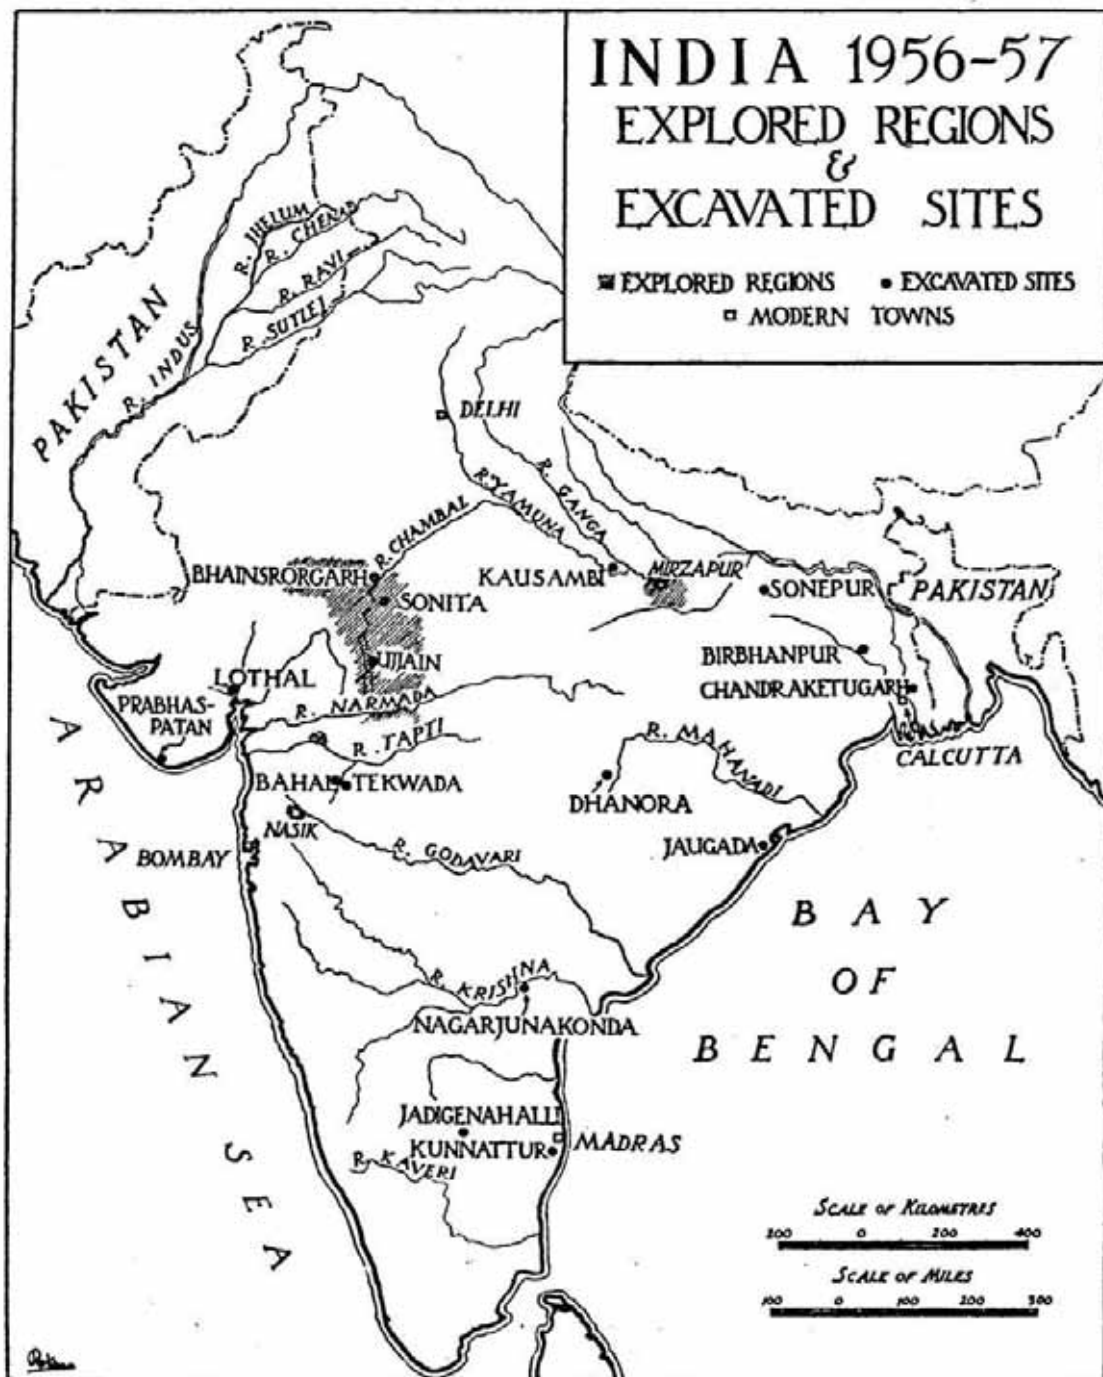 INDIA 1956-57
EXPLORED REGIONS
&
EXCAVATED SITES
EXPLORED REGIONS
EXCAVATED SITES
MODERN TOWNS
PAKISTAN
R. INDUS
R. JHELUM
R. CHENAB
R. RAVI
R. SUTLEJ
DELHI
R. YAMUNA
R. GANGA
R. CHAMBAL
BHAINSRORGARH
SONITA
KAUSAMBI
MIRZAPUR
SONEPUR
PAKISTAN
UJJAIN
BIRBHANPUR
CHANDRAKETUGARH
LOTHAL
PRABHAS-
PATAN
R. NARMADA
R. TAPTI
R. MAHANADI
CALCUTTA
BAHAL
TEKWADA
DHANORA
NASIK
BOMBAY
R. GODAVARI
JAUGADA
ARABIAN SEA
BAY
OF
BENGAL
R. KRISHNA
NAGARJUNAKONDA
JADIGENAHALLI
KUNNATTUR
MADRAS
R. KAVERI
SCALE OF KILOMETRES
200 0 200 400
SCALE OF MILES
100 0 100 200 300